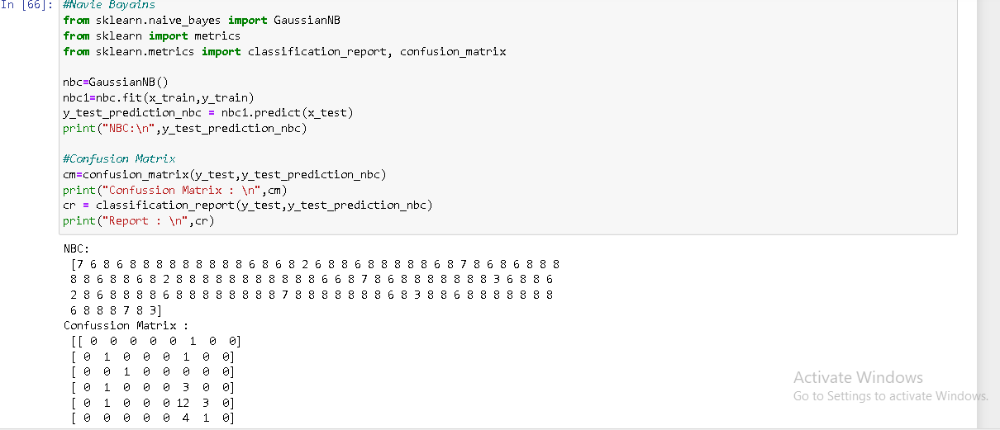 In [66]: #Navie Bayains
from sklearn.naive_bayes import GaussianNB
from sklearn import metrics
from sklearn.metrics import classification_report, confusion_matrix
nbc=GaussianNB()
nbc1=nbc.fit(x_train,y_train)
y_test_prediction_nbc = nbc1.predict(x_test)
print("NBC:\n",y_test_prediction_nbc)
#Confusion Matrix
cm=confusion_matrix(y_test,y_test_prediction_nbc)
print("Confussion Matrix : \n",cm)
cr = classification_report(y_test,y_test_prediction_nbc)
print("Report : \n",cr)
NBC:
[7 6 8 6 8 8 8 8 8 8 8 8 8 6 8 6 8 2 6 8 8 6 8 8 8 8 8 6 8 7 8 6 8 6 8 8 8
8 8 6 8 8 6 8 2 8 8 8 8 8 8 8 8 8 8 8 6 6 8 7 8 6 8 8 8 8 8 8 3 6 8 8 6
2 8 6 8 8 8 8 6 8 8 8 8 8 8 8 8 7 8 8 8 8 8 8 8 6 8 3 8 8 6 8 8 8 8 8 8 8
6 8 8 8 7 8 3]
Confussion Matrix :
[[ 0 0 0 0 0 1 0 0]
[ 0 1 0 0 0 1 0 0]
[ 0 0 1 0 0 0 0 0]
[ 0 1 0 0 0 3 0 0]
[ 0 1 0 0 0 12 3 0]
[ 0 0 0 0 0 4 1 0]
Activate Windows
Go to Settings to activate Windows.